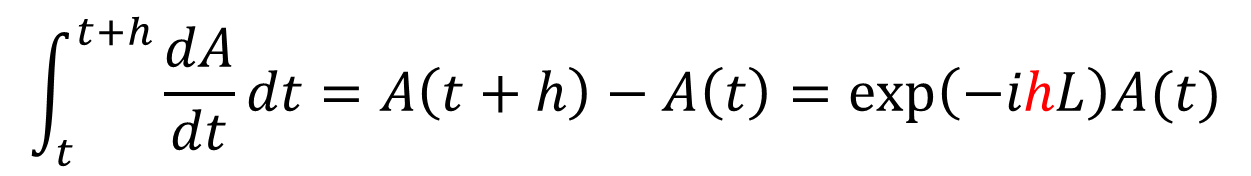 ∫_t^{t+h} dA/dt dt = A(t + h) − A(t) = exp(−ihL)A(t)